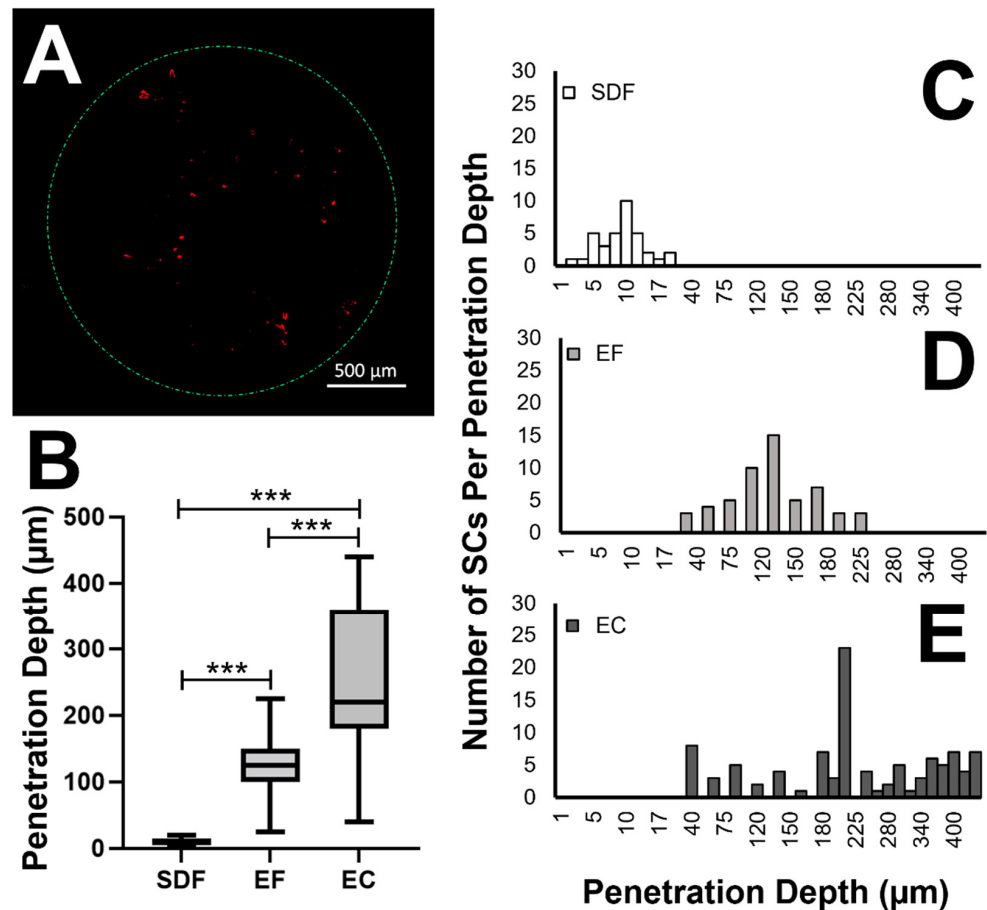 A
500 µm
B
Penetration Depth (µm)
500
400
300
200
100
0
***
***
***
SDF EF EC
Number of SCs Per Penetration Depth
C
SDF
30
25
20
15
10
5
0
1 5 10 17 40 75 120 150 180 225 280 340 400
D
EF
30
25
20
15
10
5
0
1 5 10 17 40 75 120 150 180 225 280 340 400
E
EC
30
25
20
15
10
5
0
1 5 10 17 40 75 120 150 180 225 280 340 400
Penetration Depth (µm)